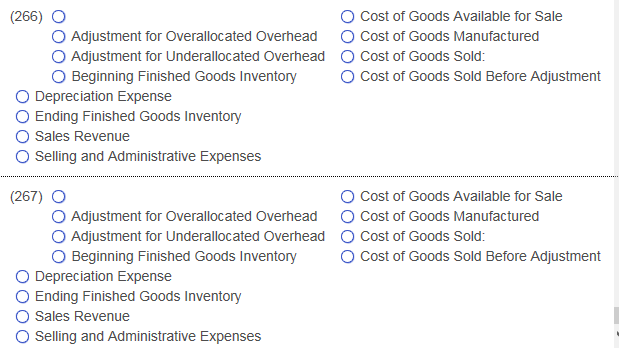 (266) Cost of Goods Available for Sale
Adjustment for Overallocated Overhead Cost of Goods Manufactured
Adjustment for Underallocated Overhead Cost of Goods Sold:
Beginning Finished Goods Inventory Cost of Goods Sold Before Adjustment
Depreciation Expense
Ending Finished Goods Inventory
Sales Revenue
Selling and Administrative Expenses
(267) Cost of Goods Available for Sale
Adjustment for Overallocated Overhead Cost of Goods Manufactured
Adjustment for Underallocated Overhead Cost of Goods Sold:
Beginning Finished Goods Inventory Cost of Goods Sold Before Adjustment
Depreciation Expense
Ending Finished Goods Inventory
Sales Revenue
Selling and Administrative Expenses